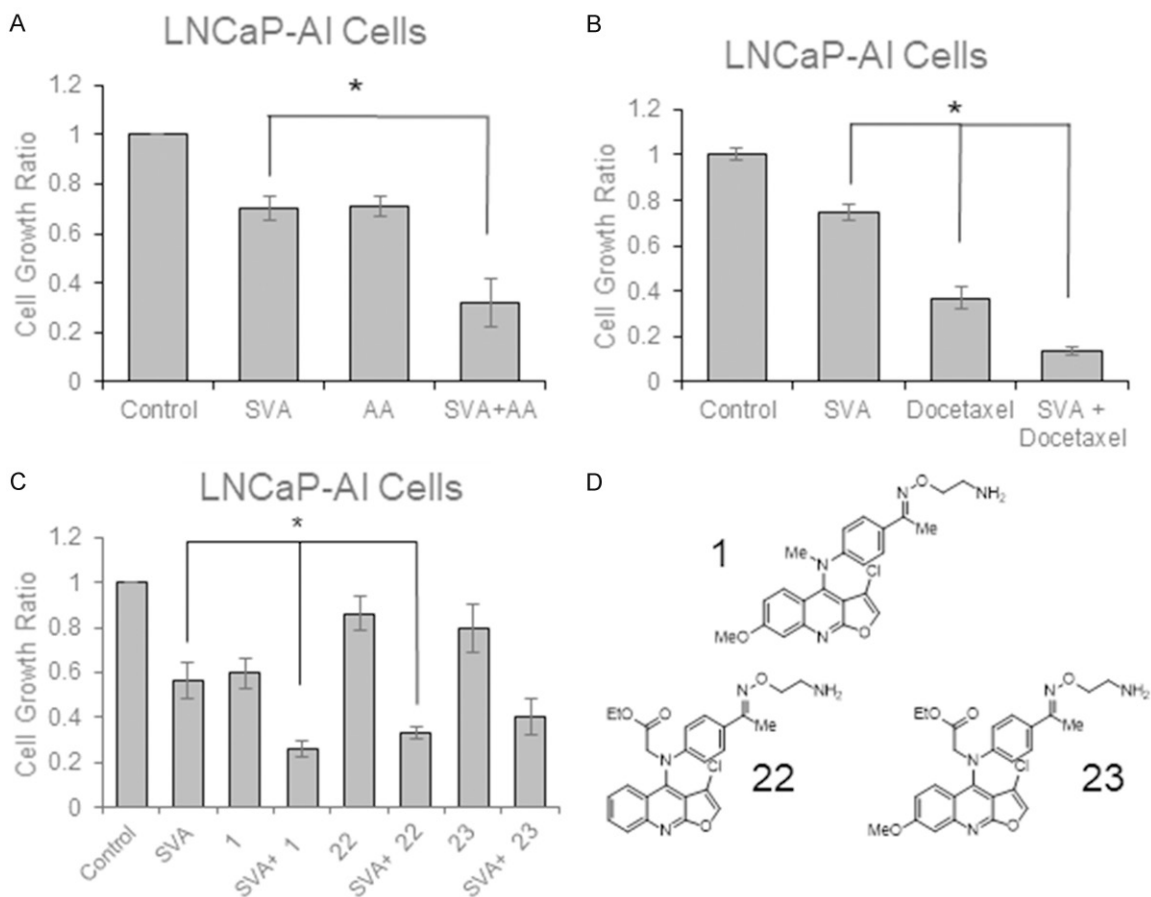 A
LNCaP-AI Cells
*
Cell Growth Ratio
1.2
1
0.8
0.6
0.4
0.2
0
Control SVA AA SVA+AA
B
LNCaP-AI Cells
*
Cell Growth Ratio
1.2
1
0.8
0.6
0.4
0.2
0
Control SVA Docetaxel SVA +
Docetaxel
C
LNCaP-AI Cells
*
Cell Growth Ratio
1.2
1
0.8
0.6
0.4
0.2
0
Control SVA 1 SVA+ 1 22 SVA+ 22 23 SVA+ 23
D
1
N O NH2
Me
Me N Cl
MeO N O
22
N O NH2
EtO O Me
N Cl
N O
23
N O NH2
EtO O Me
N Cl
MeO N O